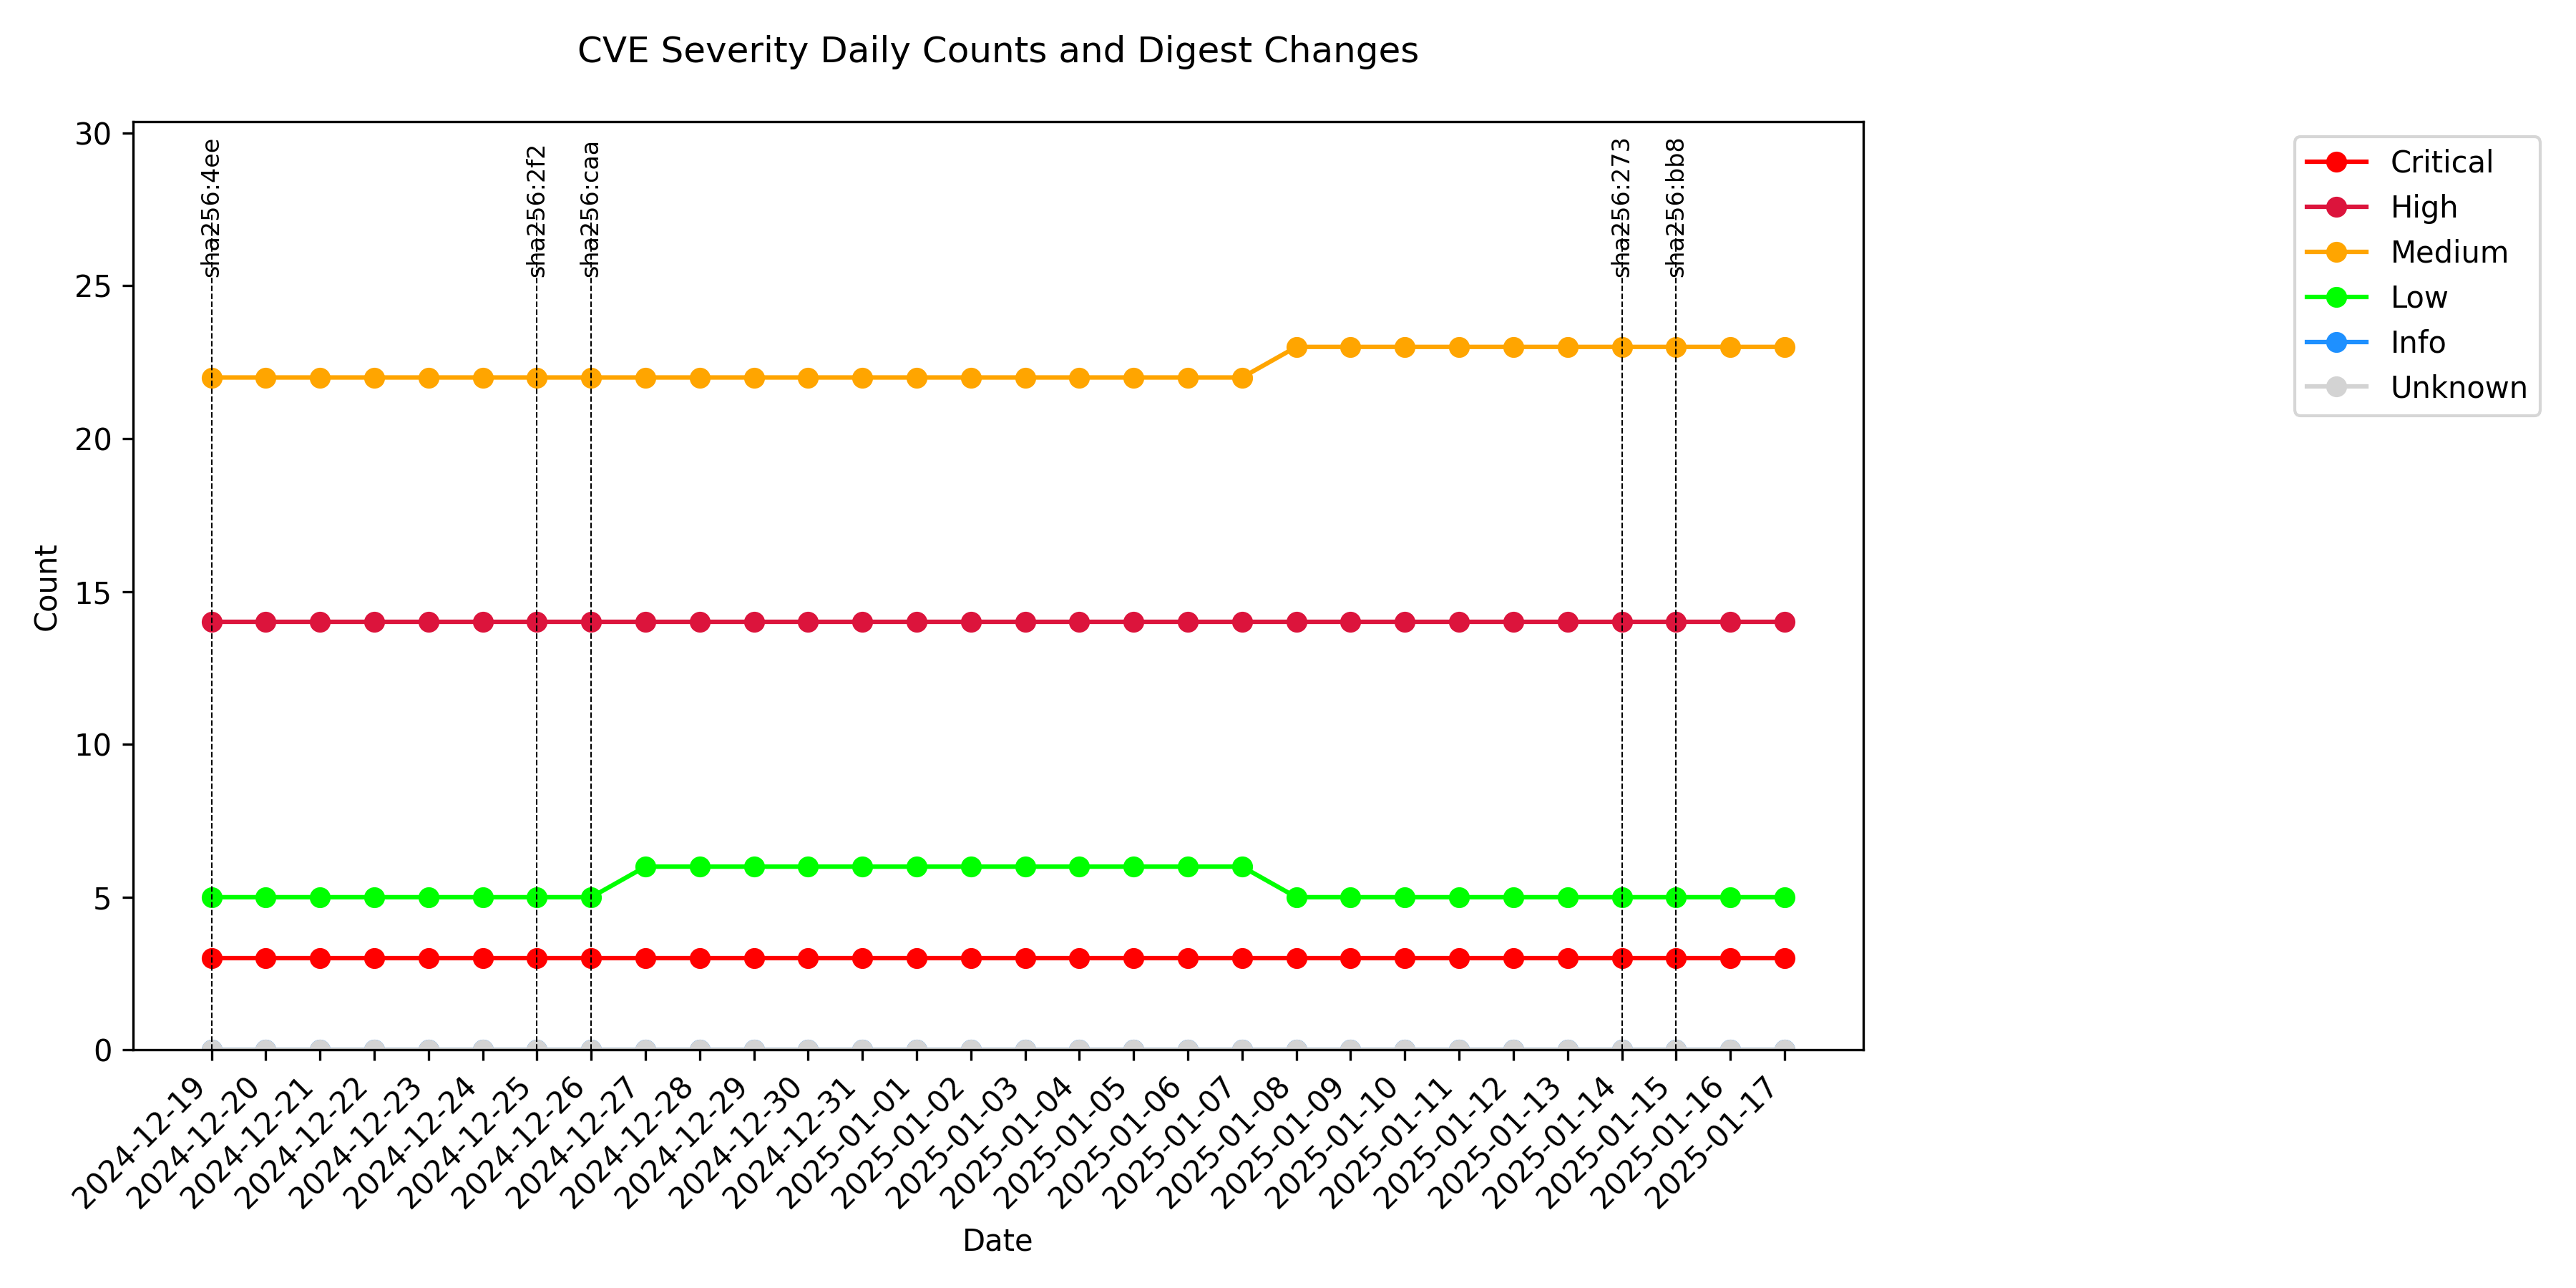 CVE Severity Daily Counts and Digest Changes
30
25
20
15
10
5
0
Count
sha256:4ee
sha256:2f2
sha256:caa
sha256:273
sha256:bb8
Critical
High
Medium
Low
Info
Unknown
2024-12-19
2024-12-20
2024-12-21
2024-12-22
2024-12-23
2024-12-24
2024-12-25
2024-12-26
2024-12-27
2024-12-28
2024-12-29
2024-12-30
2024-12-31
2025-01-01
2025-01-02
2025-01-03
2025-01-04
2025-01-05
2025-01-06
2025-01-07
2025-01-08
2025-01-09
2025-01-10
2025-01-11
2025-01-12
2025-01-13
2025-01-14
2025-01-15
2025-01-16
2025-01-17
Date